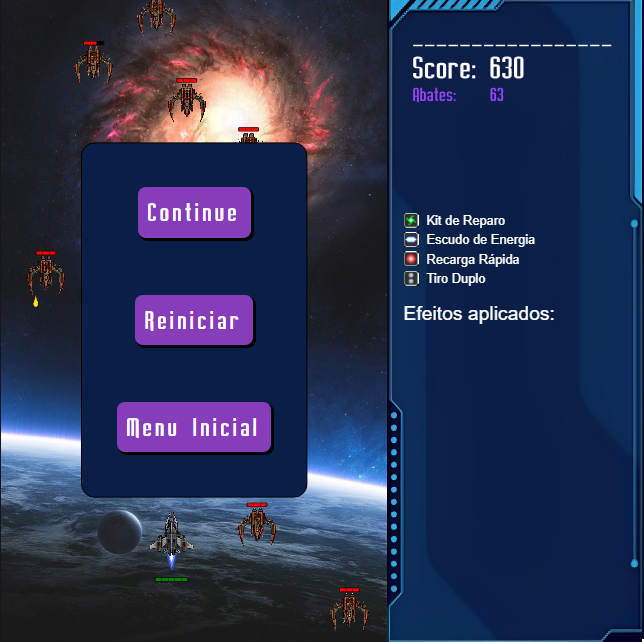 Continue
Reiniciar
Menu Inicial
Score: 630
Abates: 63
Kit de Reparo
Escudo de Energia
Recarga Rápida
Tiro Duplo
Efeitos aplicados: